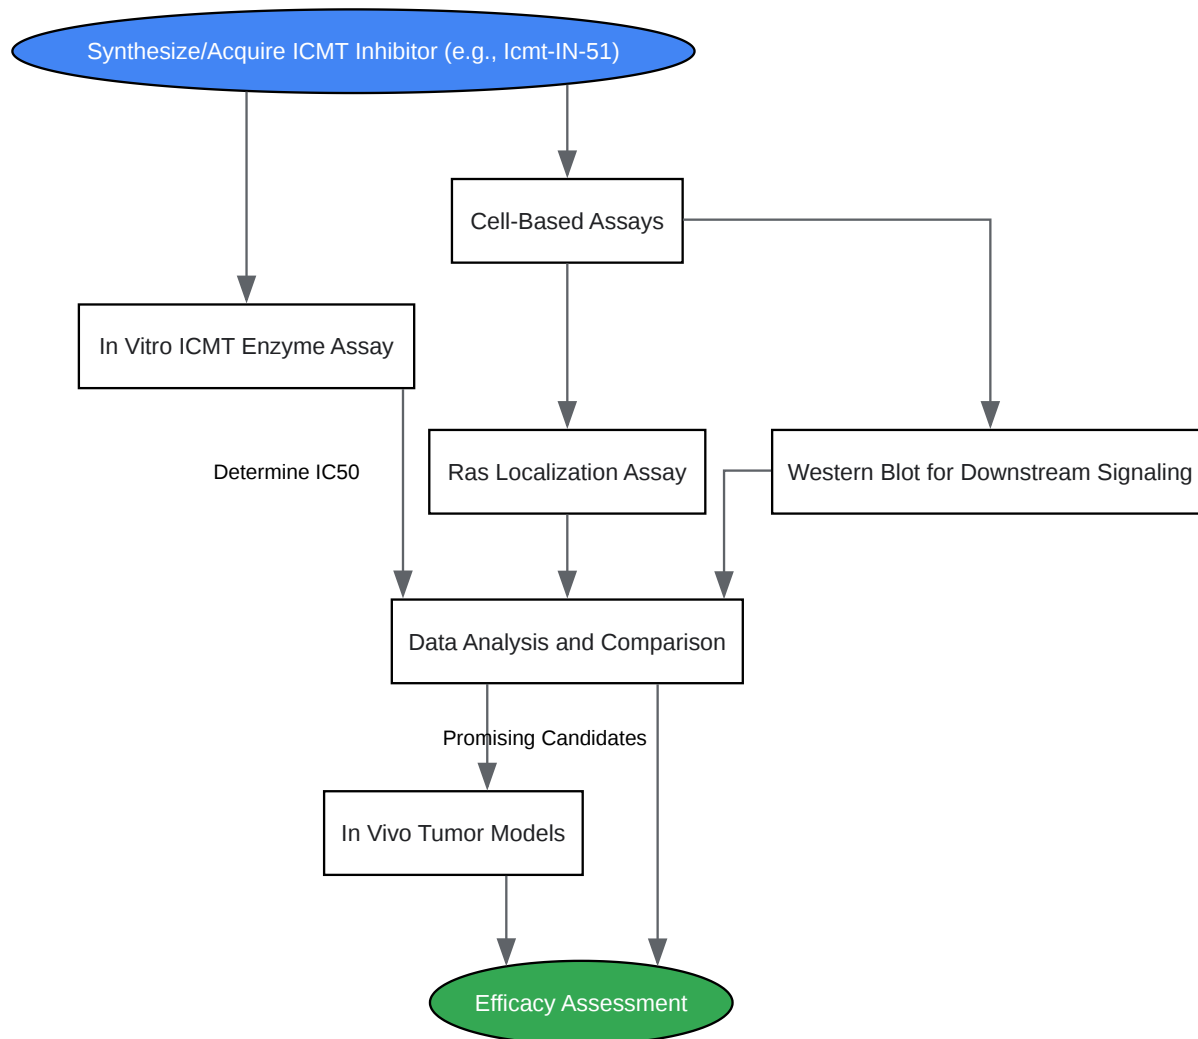 Synthesize/Acquire ICMT Inhibitor (e.g., Icmt-IN-51)
Cell-Based Assays
In Vitro ICMT Enzyme Assay
Determine IC50
Ras Localization Assay
Western Blot for Downstream Signaling
Data Analysis and Comparison
Promising Candidates
In Vivo Tumor Models
Efficacy Assessment